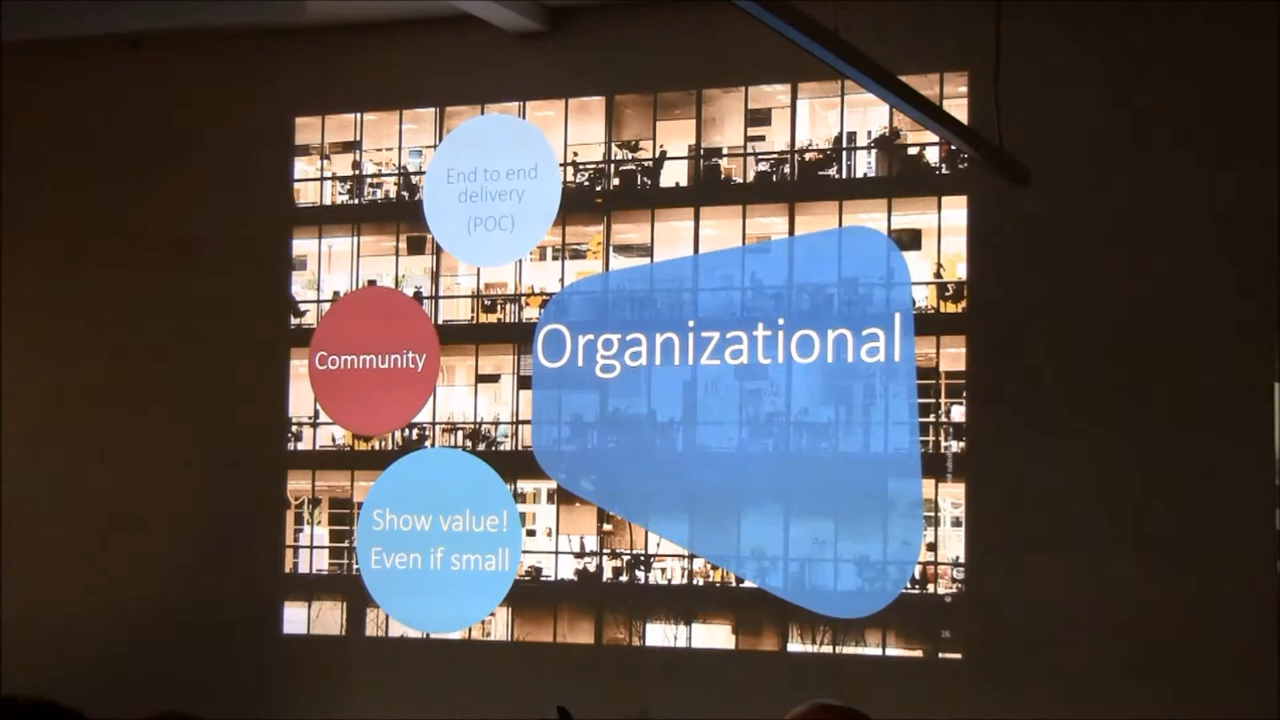 End to end
delivery
(POC)
Organizational
Community
Show value!
Even if small